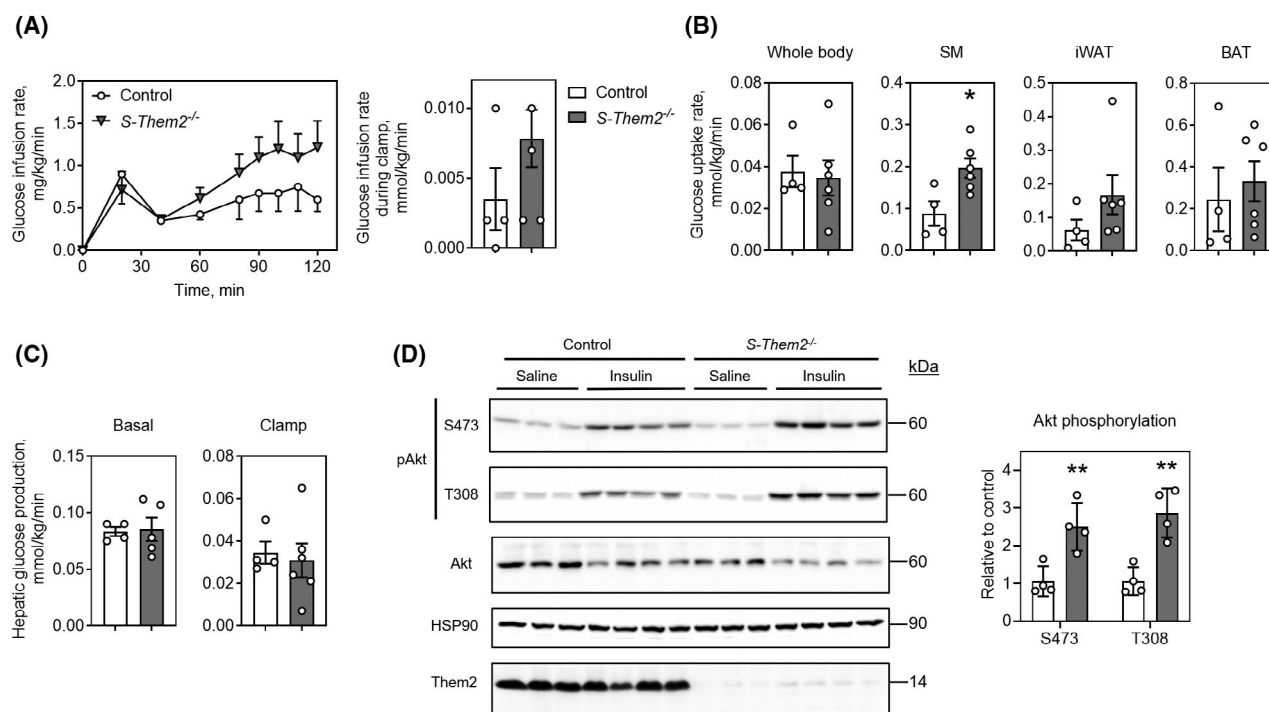 (A)
Glucose infusion rate,
mg/kg/min
2.0
1.5
1.0
0.5
0.0
0 30 60 90 120
Time, min
Control
S-Them2-/-
Glucose infusion rate
during clamp,
mmol/kg/min
0.010
0.005
0.000
Control
S-Them2-/-
(B)
Glucose uptake rate,
mmol/kg/min
Whole body
0.08
0.06
0.04
0.02
0.00
SM
0.4
0.3
0.2
0.1
0.0
*
iWAT
0.5
0.4
0.3
0.2
0.1
0.0
BAT
0.8
0.6
0.4
0.2
0.0
(C)
Hepatic glucose production,
mmol/kg/min
Basal
0.15
0.10
0.05
0.00
Clamp
0.08
0.06
0.04
0.02
0.00
(D)
Control S-Them2-/-
Saline Insulin Saline Insulin
kDa
pAkt
S473 60
T308 60
Akt 60
HSP90 90
Them2 14
Akt phosphorylation
Relative to control
4
3
2
1
0
** **
S473 T308